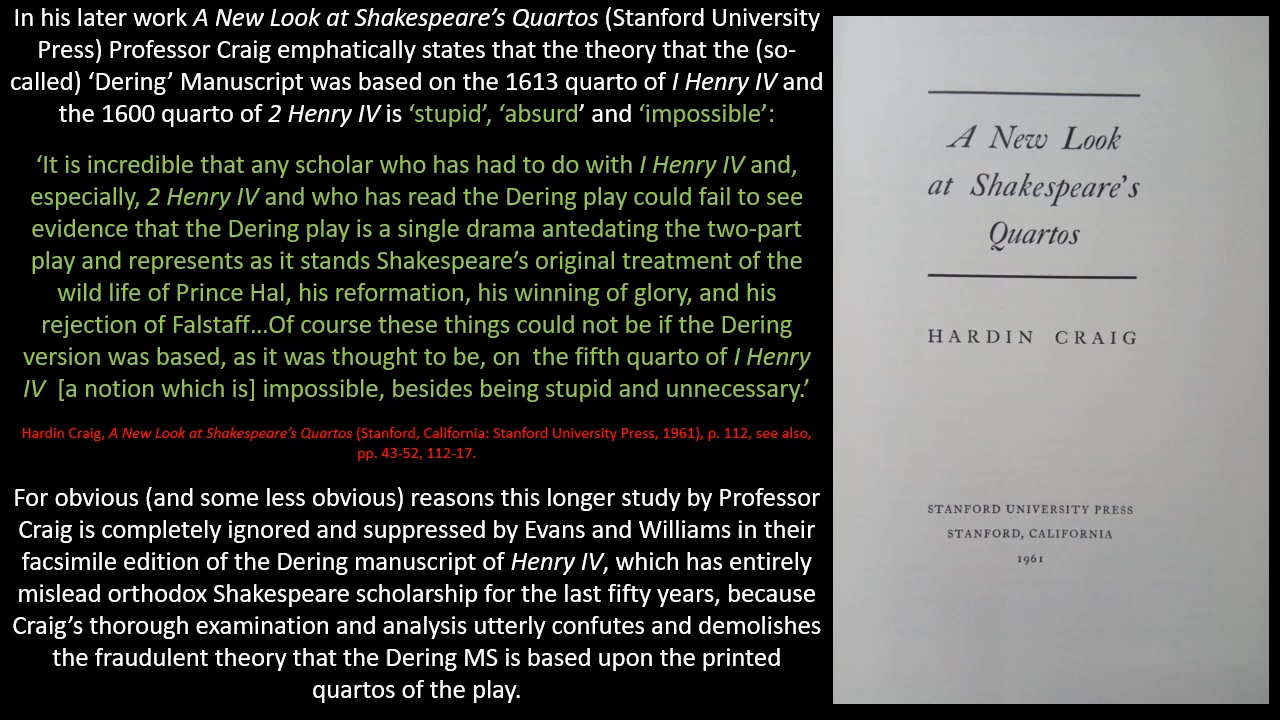 In his later work A New Look at Shakespeare’s Quartos (Stanford University
Press) Professor Craig emphatically states that the theory that the (so-
called) ‘Dering’ Manuscript was based on the 1613 quarto of I Henry IV and
the 1600 quarto of 2 Henry IV is ‘stupid’, ‘absurd’ and ‘impossible’:
‘It is incredible that any scholar who has had to do with I Henry IV and,
especially, 2 Henry IV and who has read the Dering play could fail to see
evidence that the Dering play is a single drama antedating the two-part
play and represents as it stands Shakespeare’s original treatment of the
wild life of Prince Hal, his reformation, his winning of glory, and his
rejection of Falstaff…Of course these things could not be if the Dering
version was based, as it was thought to be, on the fifth quarto of I Henry
IV [a notion which is] impossible, besides being stupid and unnecessary.’
Hardin Craig, A New Look at Shakespeare’s Quartos (Stanford, California: Stanford University Press, 1961), p. 112, see also,
pp. 43-52, 112-17.
For obvious (and some less obvious) reasons this longer study by Professor
Craig is completely ignored and suppressed by Evans and Williams in their
facsimile edition of the Dering manuscript of Henry IV, which has entirely
mislead orthodox Shakespeare scholarship for the last fifty years, because
Craig’s thorough examination and analysis utterly confutes and demolishes
the fraudulent theory that the Dering MS is based upon the printed
quartos of the play.
A New Look
at Shakespeare’s
Quartos
HARDIN CRAIG
STANFORD UNIVERSITY PRESS
STANFORD, CALIFORNIA
1961